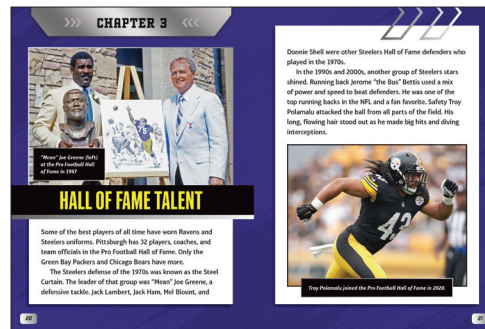 CHAPTER 3
"Mean" Joe Greene (left)
at the Pro Football Hall
of Fame in 1987
HALL OF FAME TALENT
Some of the best players of all time have worn Ravens and
Steelers uniforms. Pittsburgh has 32 players, coaches, and
team officials in the Pro Football Hall of Fame. Only the
Green Bay Packers and Chicago Bears have more.
The Steelers defense of the 1970s was known as the Steel
Curtain. The leader of that group was "Mean" Joe Greene, a
defensive tackle. Jack Lambert, Jack Ham, Mel Blount, and
20
Donnie Shell were other Steelers Hall of Fame defenders who
played in the 1970s.
In the 1990s and 2000s, another group of Steelers stars
shined. Running back Jerome "the Bus" Bettis used a mix
of power and speed to beat defenders. He was one of the
top running backs in the NFL and a fan favorite. Safety Troy
Polamalu attacked the ball from all parts of the field. His
long, flowing hair stood out as he made big hits and diving
interceptions.
43
Troy Polamalu joined the Pro Football Hall of Fame in 2020.
21